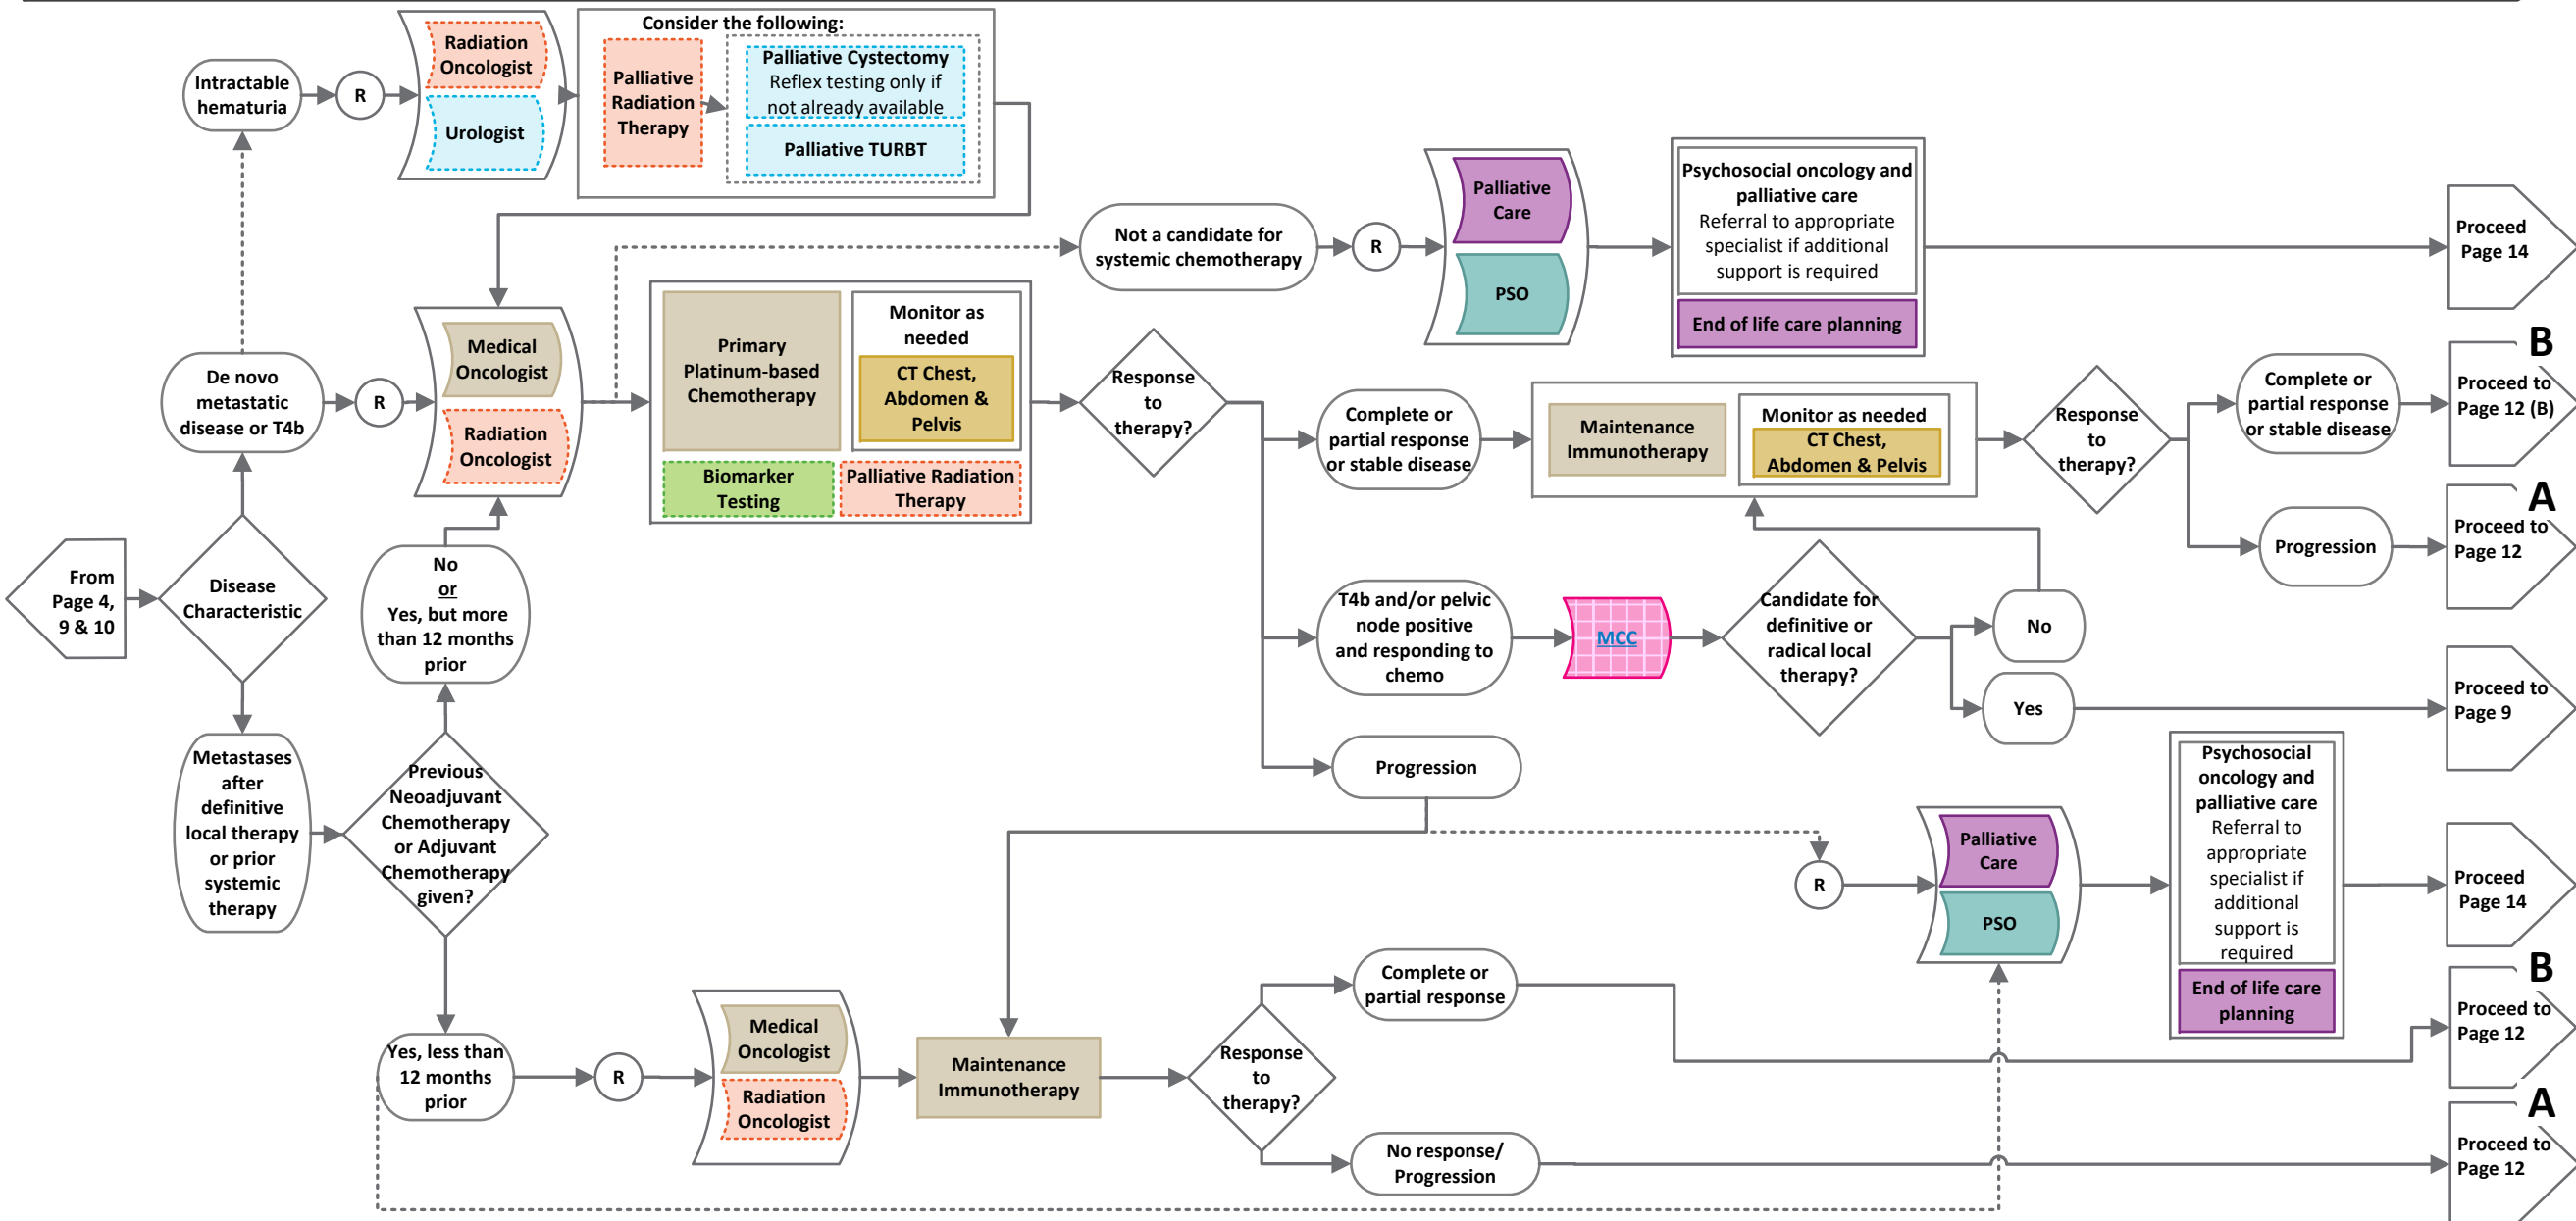 Consider the following:
Radiation
Oncologist
Urologist
Intractable
hematuria
R
Palliative
Radiation
Therapy
Palliative Cystectomy
Reflex testing only if
not already available
Palliative TURBT
Not a candidate for
systemic chemotherapy
R
Palliative
Care
PSO
Psychosocial oncology and
palliative care
Referral to appropriate
specialist if additional
support is required
End of life care planning
Proceed
Page 14
De novo
metastatic
disease or T4b
R
Medical
Oncologist
Radiation
Oncologist
Primary
Platinum-based
Chemotherapy
Monitor as
needed
CT Chest,
Abdomen &
Pelvis
Biomarker
Testing
Palliative Radiation
Therapy
Response
to
therapy?
Complete or
partial response
or stable disease
Maintenance
Immunotherapy
Monitor as needed
CT Chest,
Abdomen & Pelvis
Response
to
therapy?
Complete or
partial response
or stable disease
B
Proceed to
Page 12 (B)
Progression
A
Proceed to
Page 12
From
Page 4,
9 & 10
Disease
Characteristic
No
or
Yes, but more
than 12 months
prior
T4b and/or pelvic
node positive
and responding to
chemo
MCC
Candidate for
definitive or
radical local
therapy?
No
Yes
Proceed to
Page 9
Metastases
after
definitive
local therapy
or prior
systemic
therapy
Previous
Neoadjuvant
Chemotherapy
or Adjuvant
Chemotherapy
given?
Progression
R
Palliative
Care
PSO
Psychosocial
oncology and
palliative care
Referral to
appropriate
specialist if
additional
support is
required
End of life care
planning
Proceed
Page 14
Yes, less than
12 months
prior
R
Medical
Oncologist
Radiation
Oncologist
Maintenance
Immunotherapy
Response
to
therapy?
Complete or
partial response
B
Proceed to
Page 12
No response/
Progression
A
Proceed to
Page 12